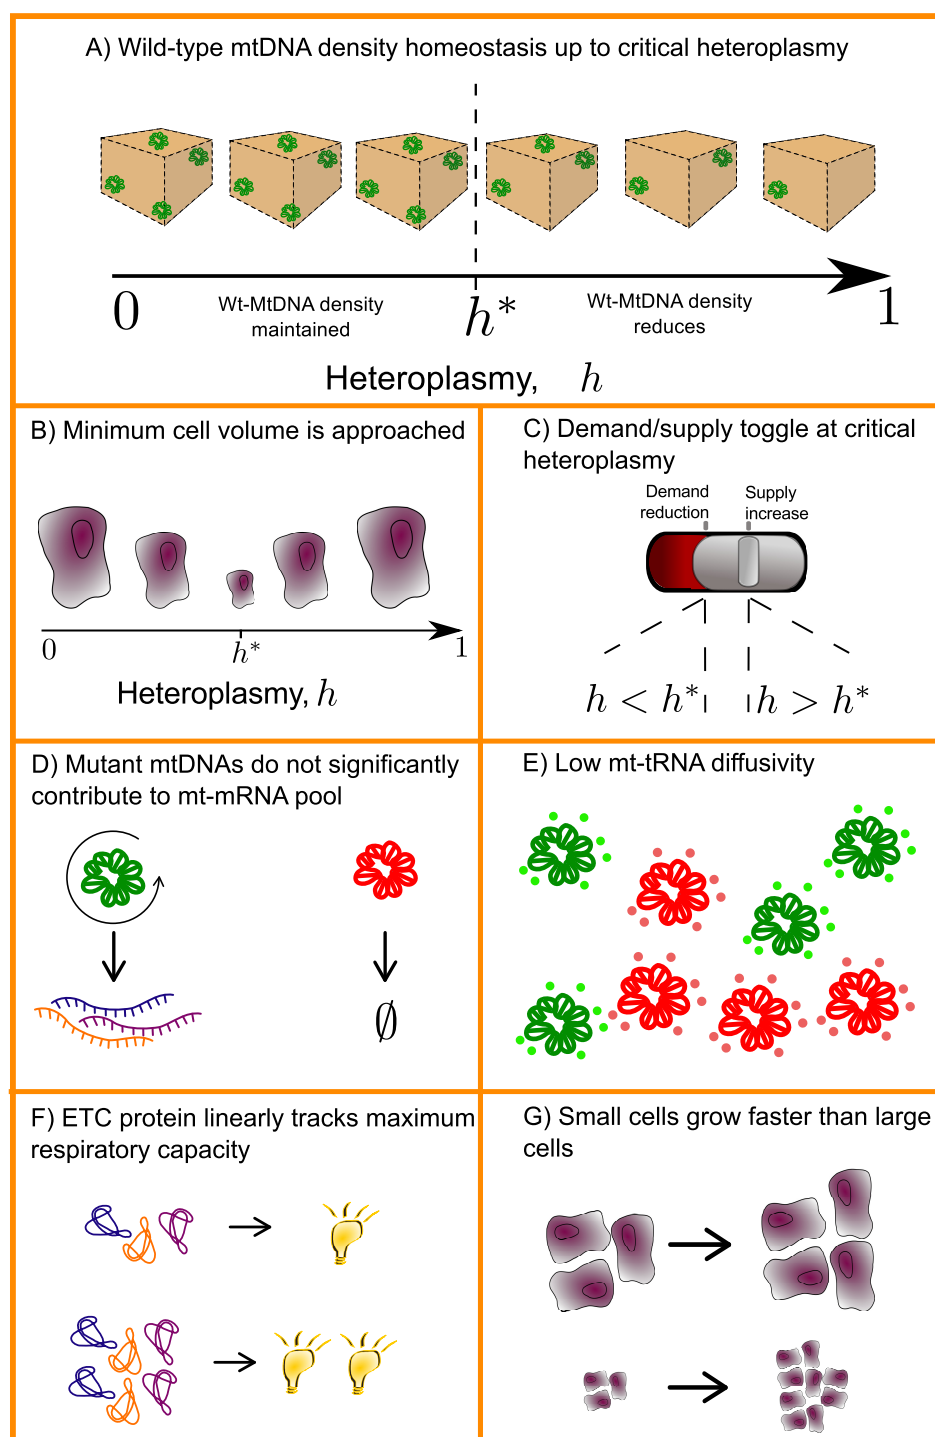 A) Wild-type mtDNA density homeostasis up to critical heteroplasmy
0
Wt-MtDNA density
maintained
h*
Wt-MtDNA density
reduces
1
Heteroplasmy, h
B) Minimum cell volume is approached
0
h*
1
Heteroplasmy, h
C) Demand/supply toggle at critical
heteroplasmy
Demand
reduction
Supply
increase
h < h*
h > h*
D) Mutant mtDNAs do not significantly
contribute to mt-mRNA pool
∅
E) Low mt-tRNA diffusivity
F) ETC protein linearly tracks maximum
respiratory capacity
G) Small cells grow faster than large
cells